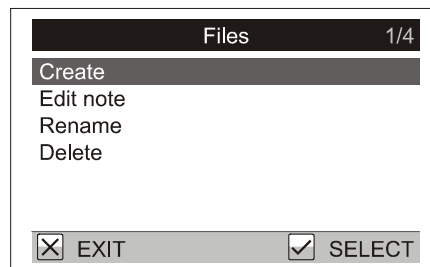 Files 1/4
Create
Edit note
Rename
Delete
EXIT SELECT